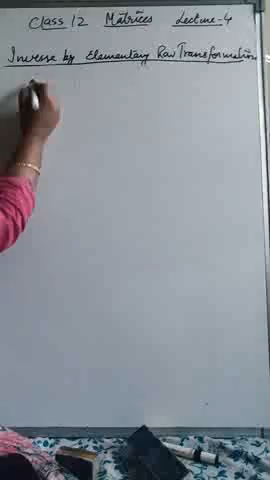 Class 12 Matrices Lecture-4
Inverse by Elementary Row Transformation